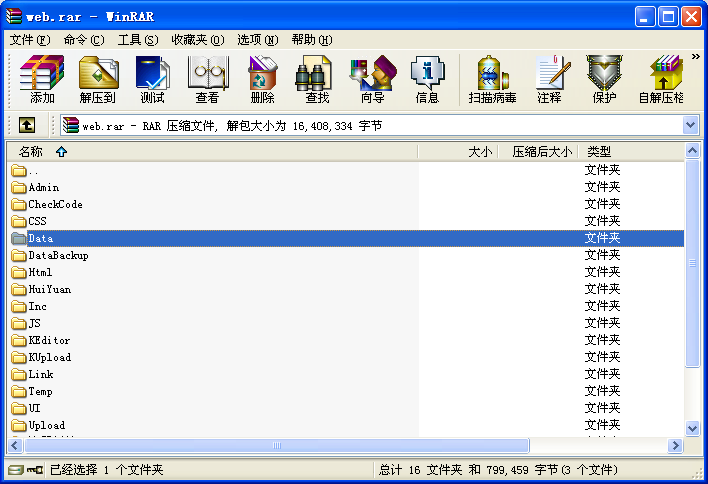 web.rar - WinRAR
文件(F) 命令(C) 工具(S) 收藏夹(O) 选项(N) 帮助(H)
添加 解压到 测试 查看 删除 查找 向导 信息 扫描病毒 注释 保护 自解压格
web.rar - RAR 压缩文件, 解包大小为 16,408,334 字节
名称 大小 压缩后大小 类型
.. 文件夹
Admin 文件夹
CheckCode 文件夹
CSS 文件夹
Data 文件夹
DataBackup 文件夹
Html 文件夹
HuiYuan 文件夹
Inc 文件夹
JS 文件夹
KEditor 文件夹
KUpload 文件夹
Link 文件夹
Temp 文件夹
UI 文件夹
Upload 文件夹
已经选择 1 个文件夹 总计 16 文件夹 和 799,459 字节(3 个文件)